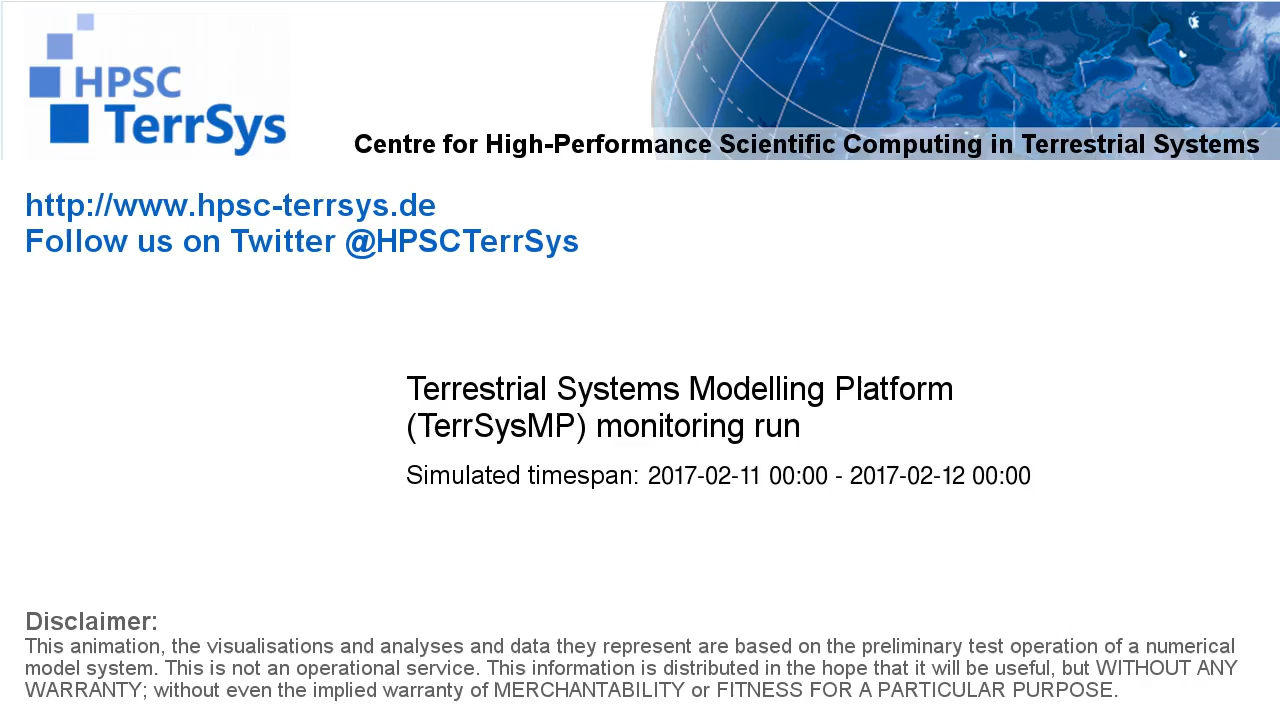 HPSC
TerrSys
Centre for High-Performance Scientific Computing in Terrestrial Systems
http://www.hpsc-terrsys.de
Follow us on Twitter @HPSCTerrSys
Terrestrial Systems Modelling Platform
(TerrSysMP) monitoring run
Simulated timespan: 2017-02-11 00:00 - 2017-02-12 00:00
Disclaimer:
This animation, the visualisations and analyses and data they represent are based on the preliminary test operation of a numerical
model system. This is not an operational service. This information is distributed in the hope that it will be useful, but WITHOUT ANY
WARRANTY; without even the implied warranty of MERCHANTABILITY or FITNESS FOR A PARTICULAR PURPOSE.